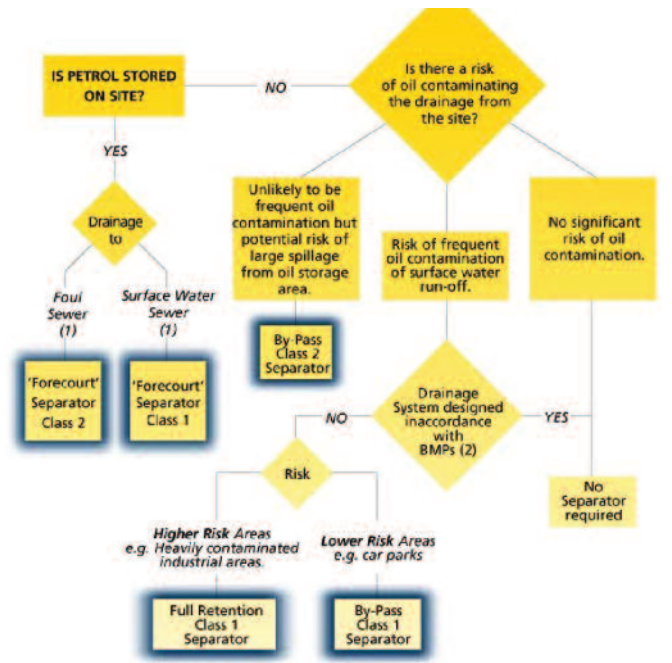 IS PETROL STORED
ON SITE?
NO
Is there a risk
of oil contaminating
the drainage from
the site?
YES
Drainage
to
Foul
Sewer
(1)
Surface Water
Sewer
(1)
'Forecourt'
Separator
Class 2
'Forecourt'
Separator
Class 1
Unlikely to be
frequent oil
contamination but
potential risk of
large spillage
from oil storage
area.
By-Pass
Class 2
Separator
Risk of frequent
oil contamination
of surface water
run-off.
No significant
risk of oil
contamination.
Drainage
System designed
inaccordance
with
BMPs (2)
NO
YES
No
Separator
required
Risk
Higher Risk Areas
e.g. Heavily contaminated
industrial areas.
Lower Risk Areas
e.g. car parks
Full Retention
Class 1
Separator
By-Pass
Class 1
Separator